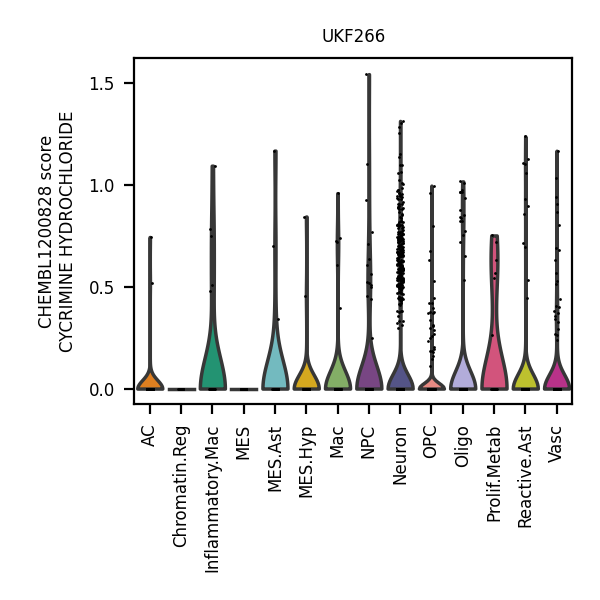 UKF266
CHEMBL1200828 score
CYCRIMINE HYDROCHLORIDE
1.5
1.0
0.5
0.0
AC
Chromatin.Reg
Inflammatory.Mac
MES
MES.Ast
MES.Hyp
Mac
NPC
Neuron
OPC
Oligo
Prolif.Metab
Reactive.Ast
Vasc